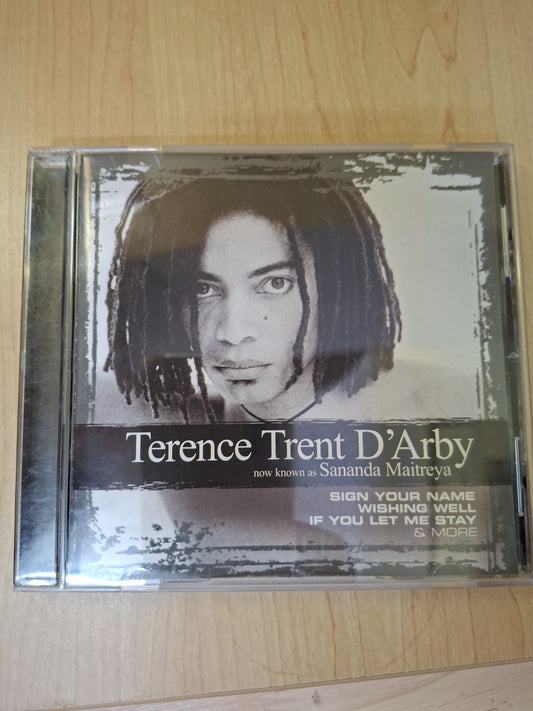 Terence Trent D'Arby
now known as Sananda Maitreya
SIGN YOUR NAME
WISHING WELL
IF YOU LET ME STAY
& MORE